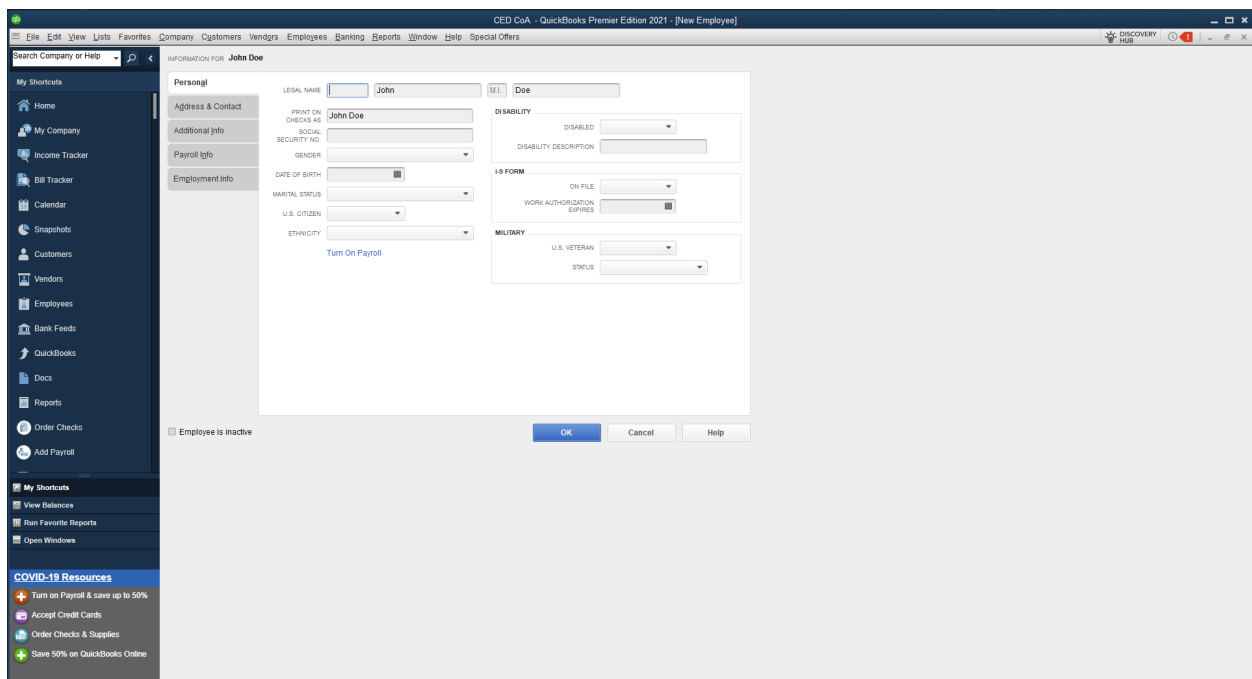 CED CoA - QuickBooks Premier Edition 2021 - [New Employee]
File Edit View Lists Favorites Company Customers Vendors Employees Banking Reports Window Help Special Offers
DISCOVERY HUB
Search Company or Help
My Shortcuts
Home
My Company
Income Tracker
Bill Tracker
Calendar
Snapshots
Customers
Vendors
Employees
Bank Feeds
QuickBooks
Docs
Reports
Order Checks
Add Payroll
My Shortcuts
View Balances
Run Favorite Reports
Open Windows
COVID-19 Resources
Turn on Payroll & save up to 50%
Accept Credit Cards
Order Checks & Supplies
Save 50% on QuickBooks Online
INFORMATION FOR John Doe
Personal
Address & Contact
Additional Info
Payroll Info
Employment Info
LEGAL NAME John M.I. Doe
PRINT ON
CHECKS AS John Doe
SOCIAL
SECURITY NO.
GENDER
DATE OF BIRTH
MARITAL STATUS
U.S. CITIZEN
ETHNICITY
Turn On Payroll
DISABILITY
DISABLED
DISABILITY DESCRIPTION
I-9 FORM
ON FILE
WORK AUTHORIZATION
EXPIRES
MILITARY
U.S. VETERAN
STATUS
Employee is inactive
OK Cancel Help